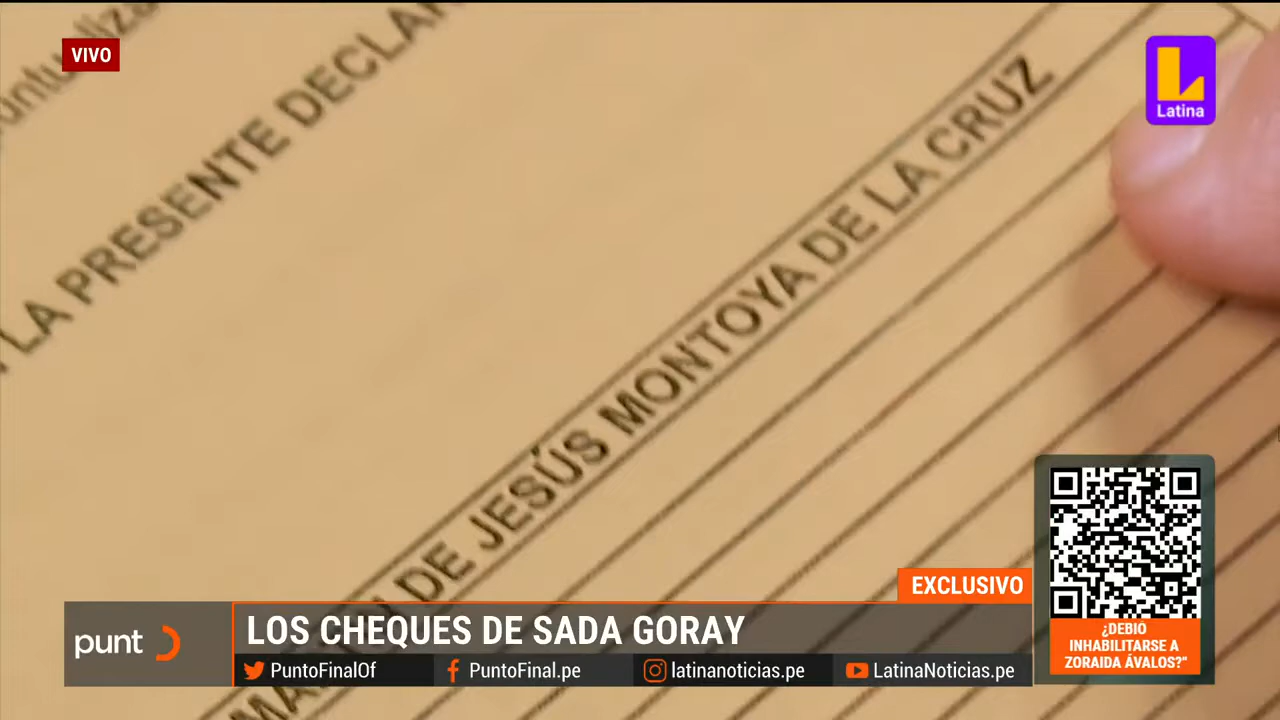 VIVO
Latina
LA PRESENTE
DE JESÚS MONTOYA DE LA CRUZ
EXCLUSIVO
punt
LOS CHEQUES DE SADA GORAY
PuntoFinalOf
PuntoFinal.pe
latinanoticias.pe
LatinaNoticias.pe
¿DEBIO
INHABILITARSE A
ZORAIDA ÁVALOS?"